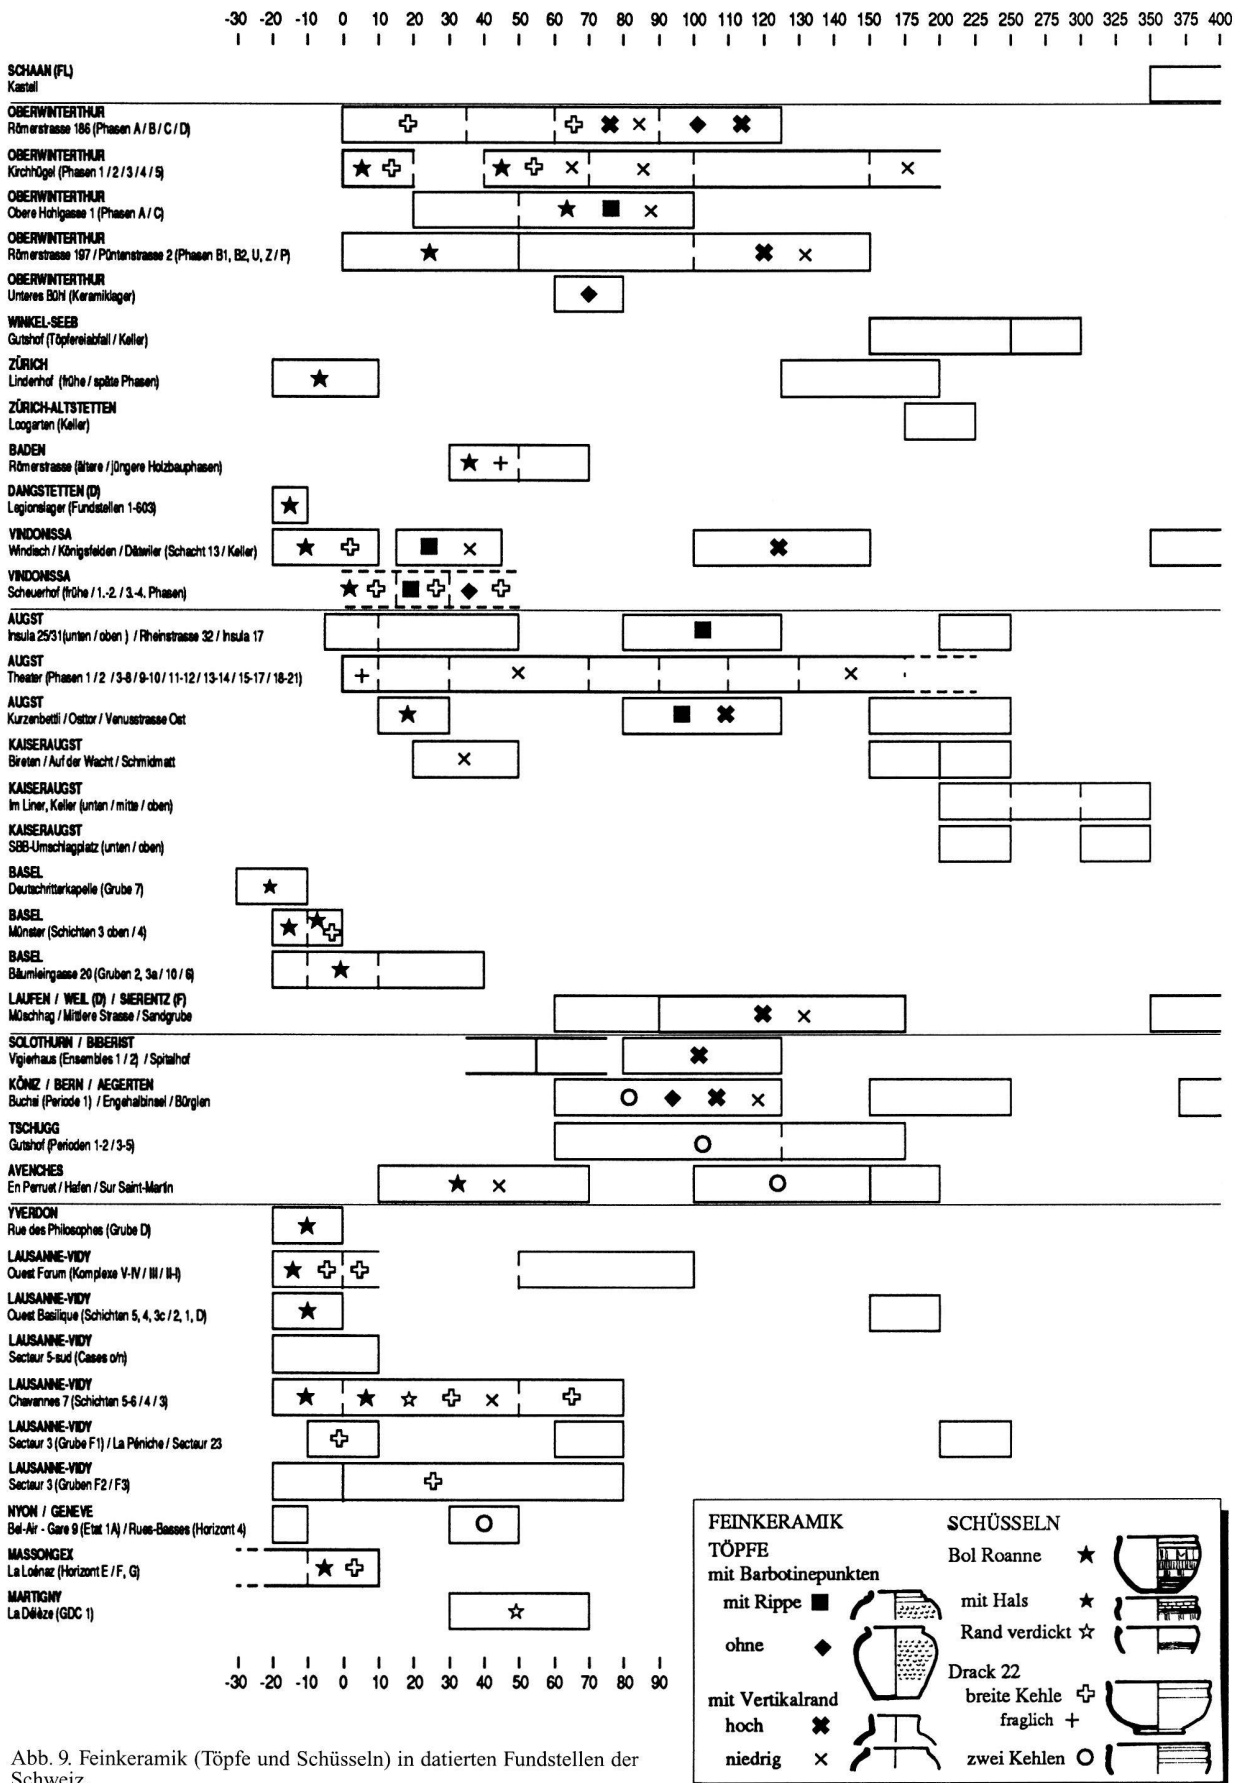 -30 -20 -10 0 10 20 30 40 50 60 70 80 90 100 110 120 130 140 150 175 200 225 250 275 300 325 350 375 400
SCHAAN (FL)
Kastell
OBERWINTERTHUR
Römerstrasse 186 (Phasen A / B / C / D)
OBERWINTERTHUR
Kirchhügel (Phasen 1 / 2 / 3 / 4 / 5)
OBERWINTERTHUR
Obere Hohlgasse 1 (Phasen A / C)
OBERWINTERTHUR
Römerstrasse 197 / Püntenstrasse 2 (Phasen B1, B2, U, Z / P)
OBERWINTERTHUR
Unteres Bühl (Keramiklager)
WINKEL-SEEB
Gutshof (Töpfereiabfall / Keller)
ZÜRICH
Lindenhof (frühe / späte Phasen)
ZÜRICH-ALTSTETTEN
Loogarten (Keller)
BADEN
Römerstrasse (ältere / jüngere Holzbauphasen)
DANGSTETTEN (D)
Legionslager (Fundstellen 1-603)
VINDONISSA
Windisch / Königsfelden / Dätwiler (Schacht 13 / Keller)
VINDONISSA
Scheuerhof (frühe / 1.-2. / 3.-4. Phasen)
AUGST
Insula 25/31(unten / oben ) / Rheinstrasse 32 / Insula 17
AUGST
Theater (Phasen 1 / 2 / 3-8 / 9-10 / 11-12 / 13-14 / 15-17 / 18-21)
AUGST
Kurzenbettli / Osttor / Venusstrasse Ost
KAISERAUGST
Bireten / Auf der Wacht / Schmidmatt
KAISERAUGST
Im Liner, Keller (unten / mitte / oben)
KAISERAUGST
SBB-Umschlagplatz (unten / oben)
BASEL
Deutschritterkapelle (Grube 7)
BASEL
Münster (Schichten 3 oben / 4)
BASEL
Bäumleingasse 20 (Gruben 2, 3a / 10 / 6)
LAUFEN / WEIL (D) / SIERENTZ (F)
Müschhag / Mittlere Strasse / Sandgrube
SOLOTHURN / BIBERIST
Vigierhaus (Ensembles 1 / 2) / Spitalhof
KÖNIZ / BERN / AEGERTEN
Buchsi (Periode 1) / Engehalbinsel / Bürglen
TSCHUGG
Gutshof (Perioden 1-2 / 3-5)
AVENCHES
En Perruet / Hafen / Sur Saint-Martin
YVERDON
Rue des Philosophes (Grube D)
LAUSANNE-VIDY
Ouest Forum (Komplexe V-IV / III / II-I)
LAUSANNE-VIDY
Ouest Basilique (Schichten 5, 4, 3c / 2, 1, D)
LAUSANNE-VIDY
Secteur 5-sud (Cases o/n)
LAUSANNE-VIDY
Chavannes 7 (Schichten 5-6 / 4 / 3)
LAUSANNE-VIDY
Secteur 3 (Grube F1) / La Péniche / Secteur 23
LAUSANNE-VIDY
Secteur 3 (Gruben F2 / F3)
NYON / GENEVE
Bel-Air - Gare 9 (Etat 1A) / Rues-Basses (Horizont 4)
MASSONGEX
La Loénaz (Horizont E / F, G)
MARTIGNY
La Délèze (GDC 1)
-30 -20 -10 0 10 20 30 40 50 60 70 80 90
FEINKERAMIK
TÖPFE
mit Barbotinepunkten
mit Rippe
ohne
mit Vertikalrand
hoch
niedrig
SCHÜSSELN
Bol Roanne
mit Hals
Rand verdickt
Drack 22
breite Kehle
fraglich
zwei Kehlen
Abb. 9. Feinkeramik (Töpfe und Schüsseln) in datierten Fundstellen der
Schweiz